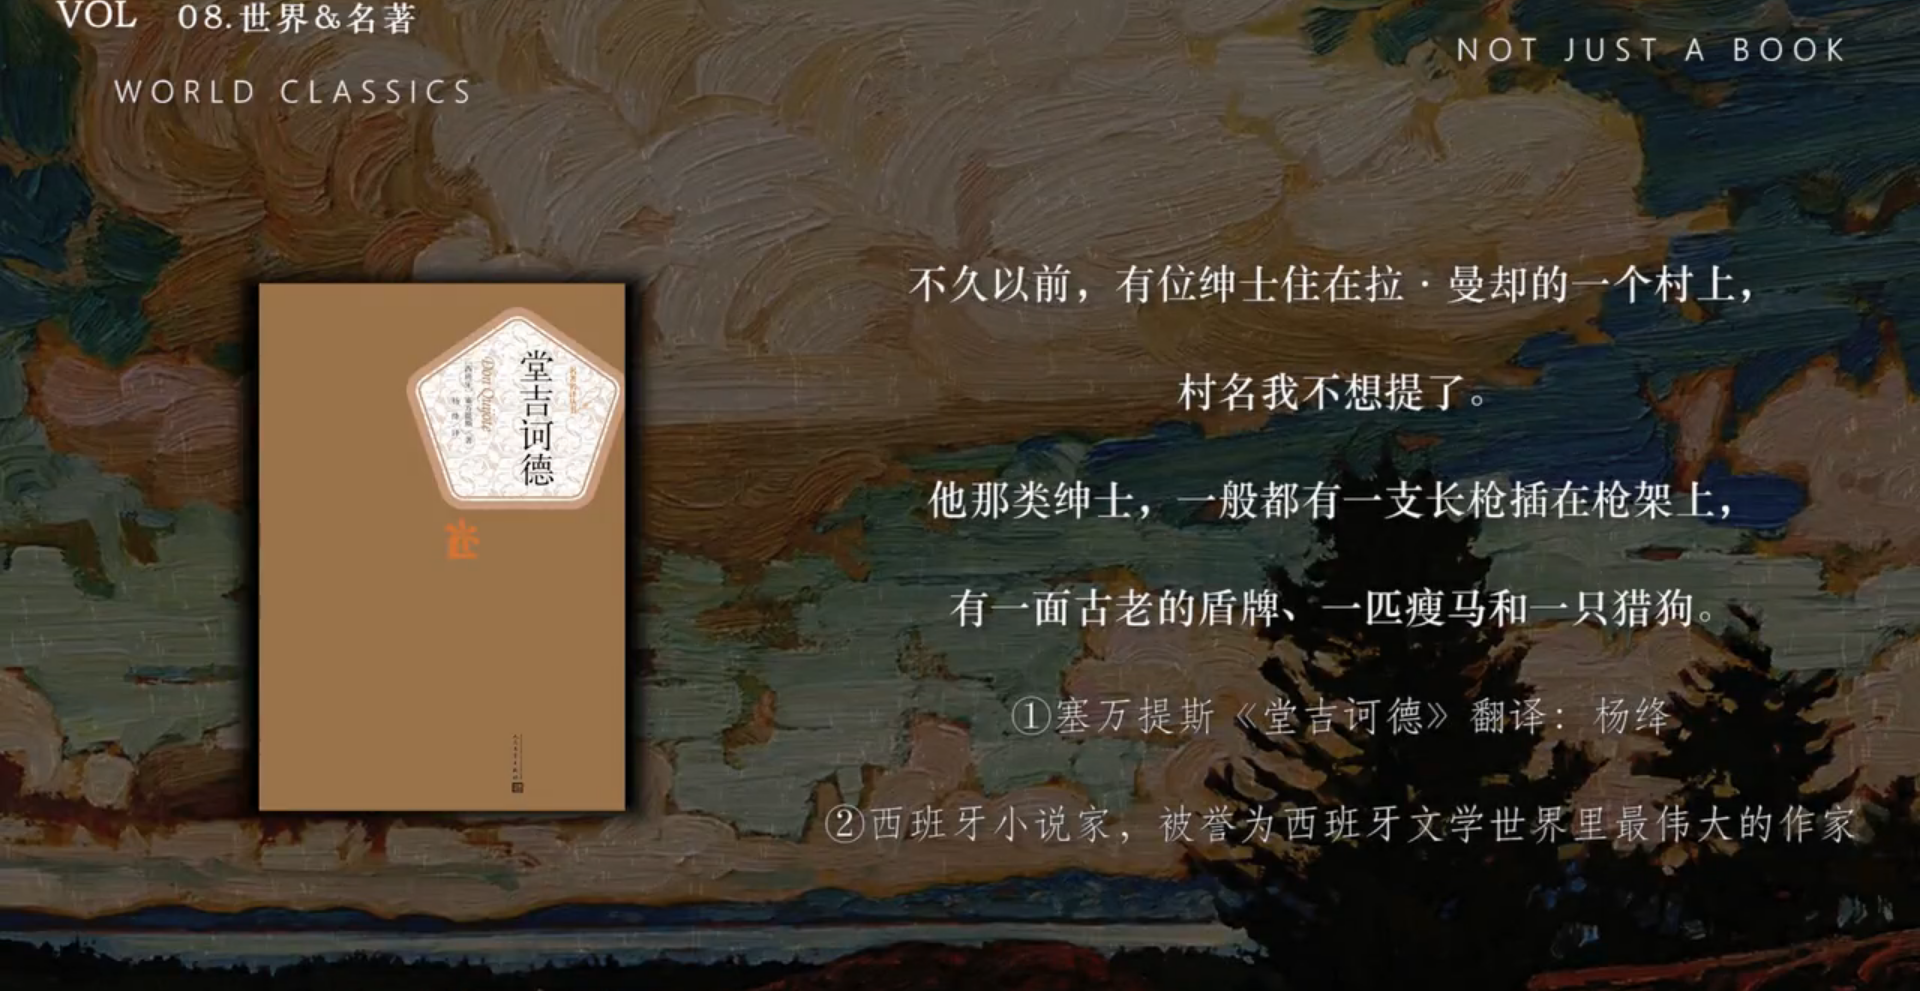 VOL 08.世界&名著
WORLD CLASSICS
NOT JUST A BOOK
不久以前，有位绅士住在拉·曼却的一个村上，
村名我不想提了。
他那类绅士，一般都有一支长枪插在枪架上，
有一面古老的盾牌、一匹瘦马和一只猎狗。
①塞万提斯《堂吉诃德》翻译：杨绛
②西班牙小说家，被誉为西班牙文学世界里最伟大的作家
堂吉诃德
Don Quijote